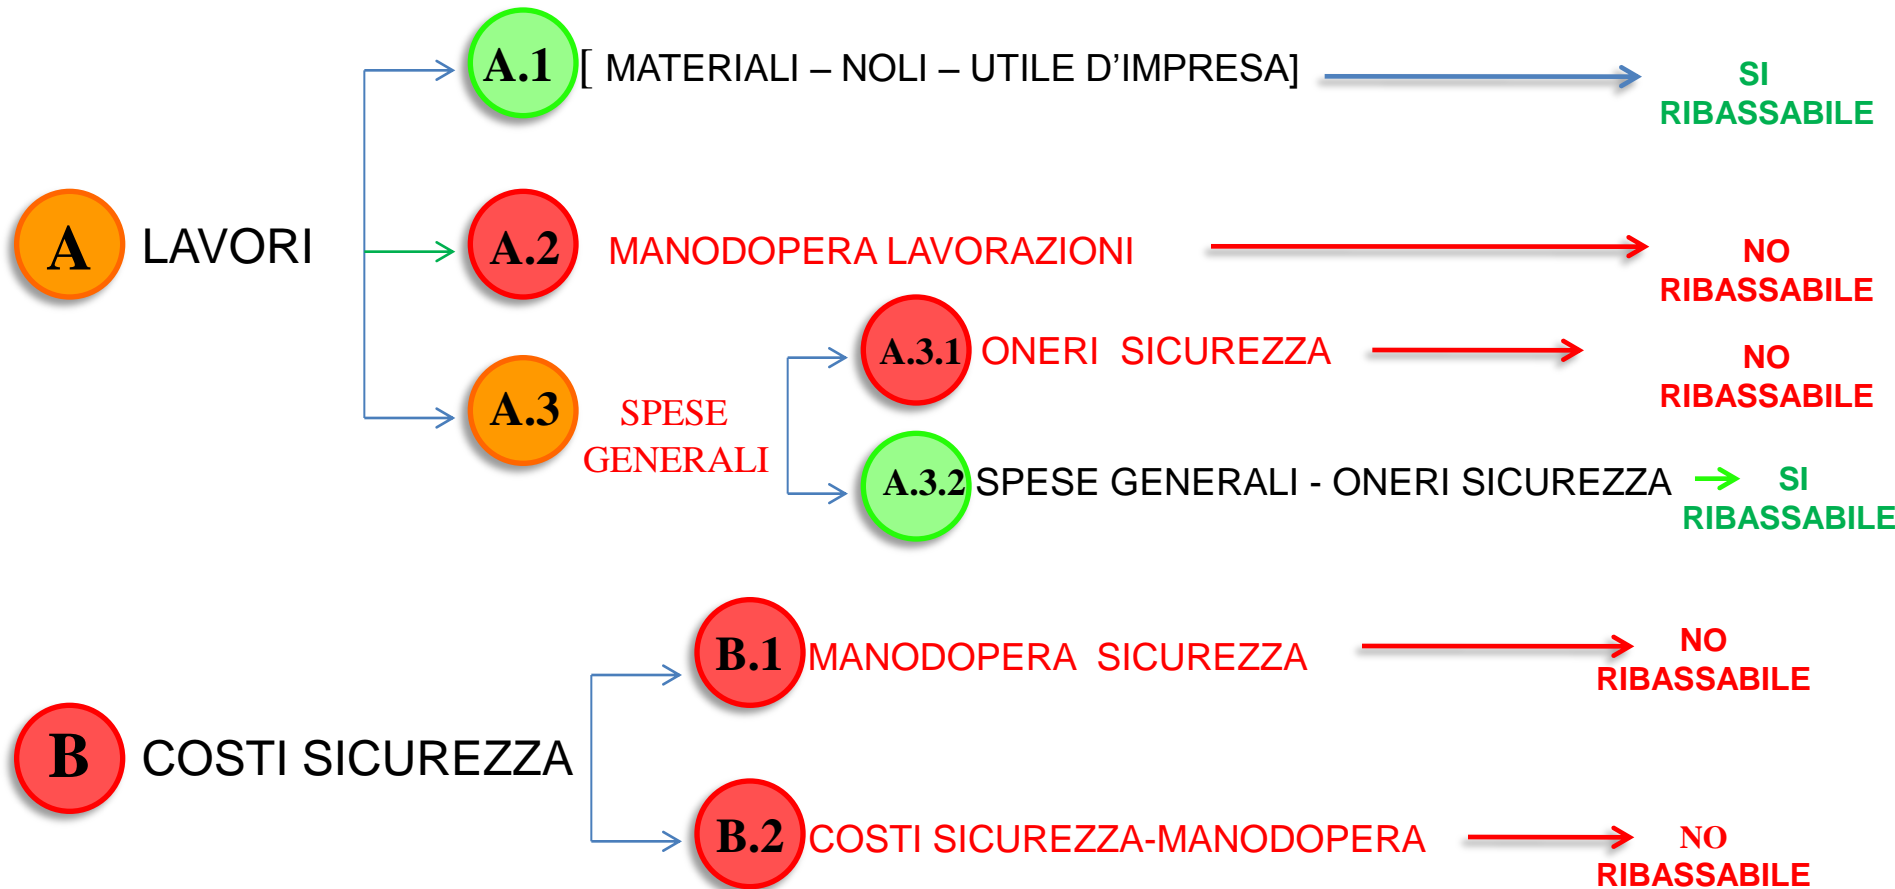 A.1 [ MATERIALI – NOLI – UTILE D'IMPRESA]
SI
RIBASSABILE
A LAVORI
A.2 MANODOPERA LAVORAZIONI
NO
RIBASSABILE
A.3 SPESE
GENERALI
A.3.1 ONERI SICUREZZA
NO
RIBASSABILE
A.3.2 SPESE GENERALI - ONERI SICUREZZA
SI
RIBASSABILE
B COSTI SICUREZZA
B.1 MANODOPERA SICUREZZA
NO
RIBASSABILE
B.2 COSTI SICUREZZA-MANODOPERA
NO
RIBASSABILE